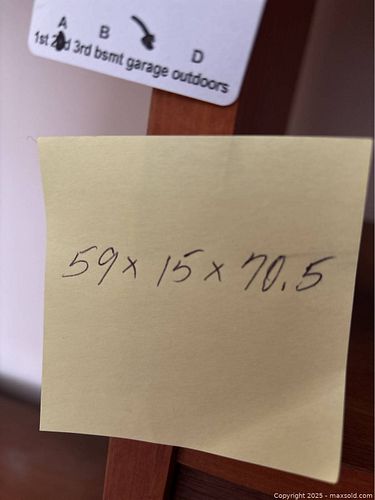 A B D
1st 2nd 3rd bsmt garage outdoors
59 x 15 x 70.5
Copyright 2025 - maxsold.com